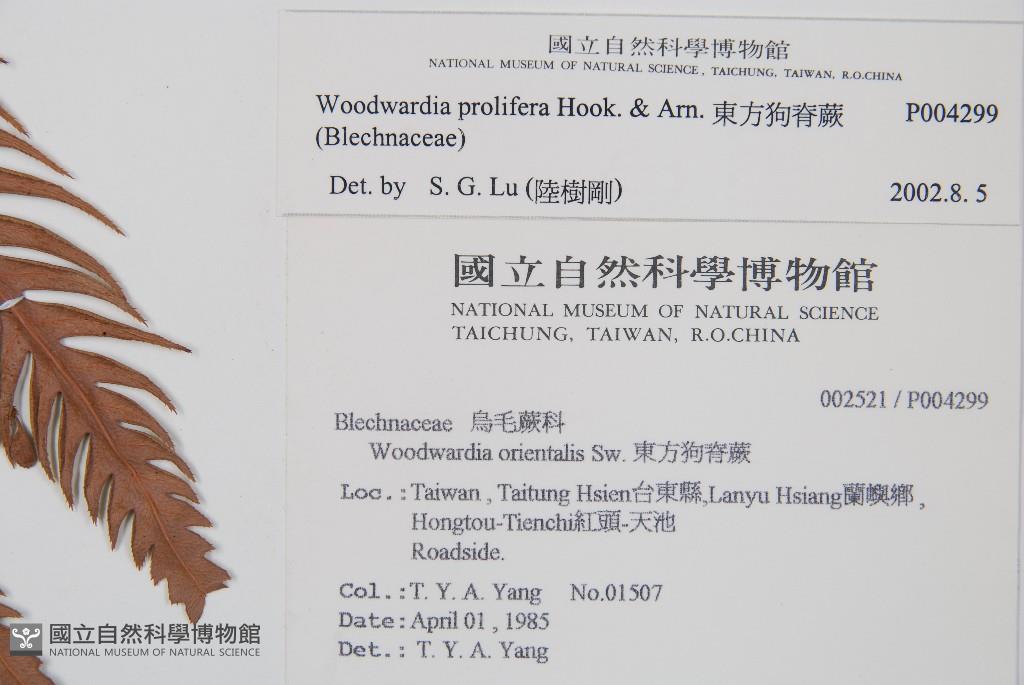 國立自然科學博物館
NATIONAL MUSEUM OF NATURAL SCIENCE, TAICHUNG, TAIWAN, R.O.CHINA
Woodwardia prolifera Hook. & Arn. 東方狗脊蕨 P004299
(Blechnaceae)
Det. by S. G. Lu (陸樹剛) 2002.8. 5
國立自然科學博物館
NATIONAL MUSEUM OF NATURAL SCIENCE
TAICHUNG, TAIWAN, R.O.CHINA
002521 / P004299
Blechnaceae 烏毛蕨科
Woodwardia orientalis Sw. 東方狗脊蕨
Loc.:Taiwan , Taitung Hsien台東縣,Lanyu Hsiang蘭嶼鄉 ,
Hongtou-Tienchi紅頭-天池
Roadside.
Col.:T. Y. A. Yang No.01507
Date:April 01 , 1985
Det.: T. Y. A. Yang
國立自然科學博物館
NATIONAL MUSEUM OF NATURAL SCIENCE